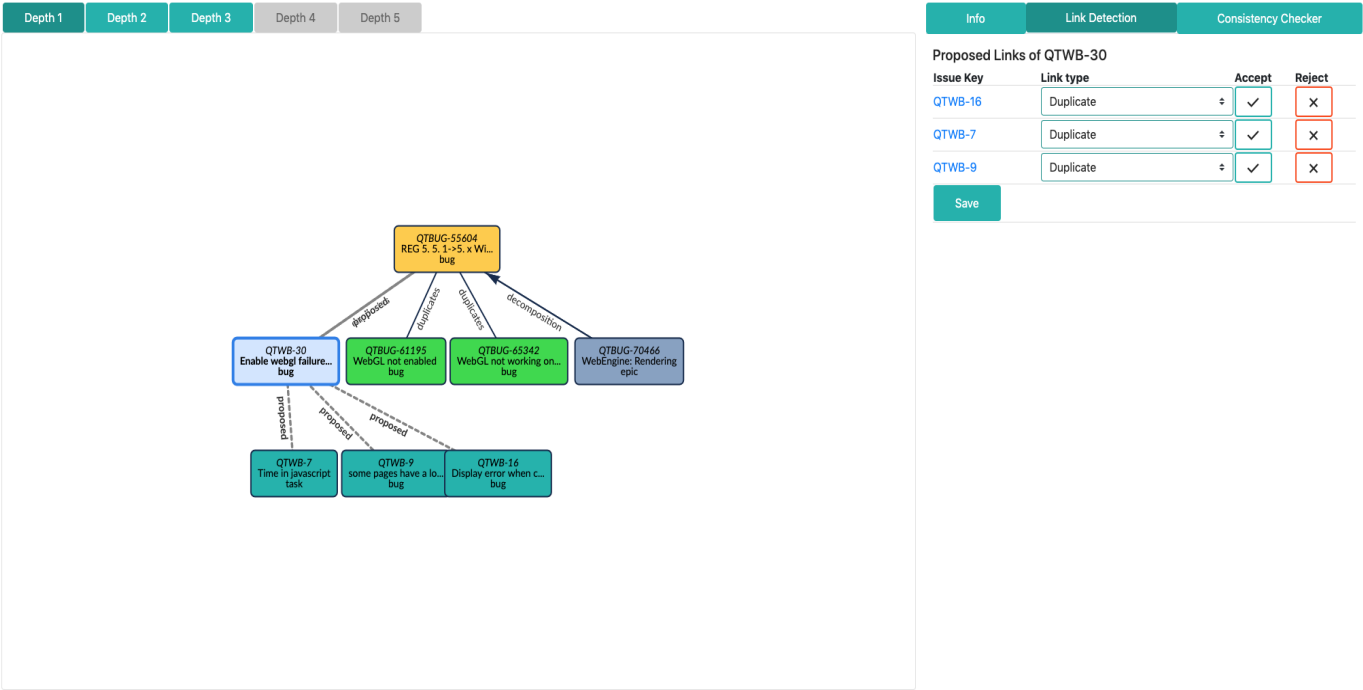 Depth 1 Depth 2 Depth 3 Depth 4 Depth 5
Info Link Detection Consistency Checker
Proposed Links of QTWB-30
Issue Key Link type Accept Reject
QTWB-16 Duplicate
QTWB-7 Duplicate
QTWB-9 Duplicate
Save
QTBUG-55604
REG 5. 5. 1->5. x Wi...
bug
proposed
duplicates
duplicates
decomposition
QTWB-30
Enable webgl failure...
bug
QTBUG-61195
WebGL not enabled
bug
QTBUG-65342
WebGL not working on...
bug
QTBUG-70466
WebEngine: Rendering
epic
proposed
proposed
proposed
QTWB-7
Time in javascript
task
QTWB-9
some pages have a lo...
bug
QTWB-16
Display error when c...
bug